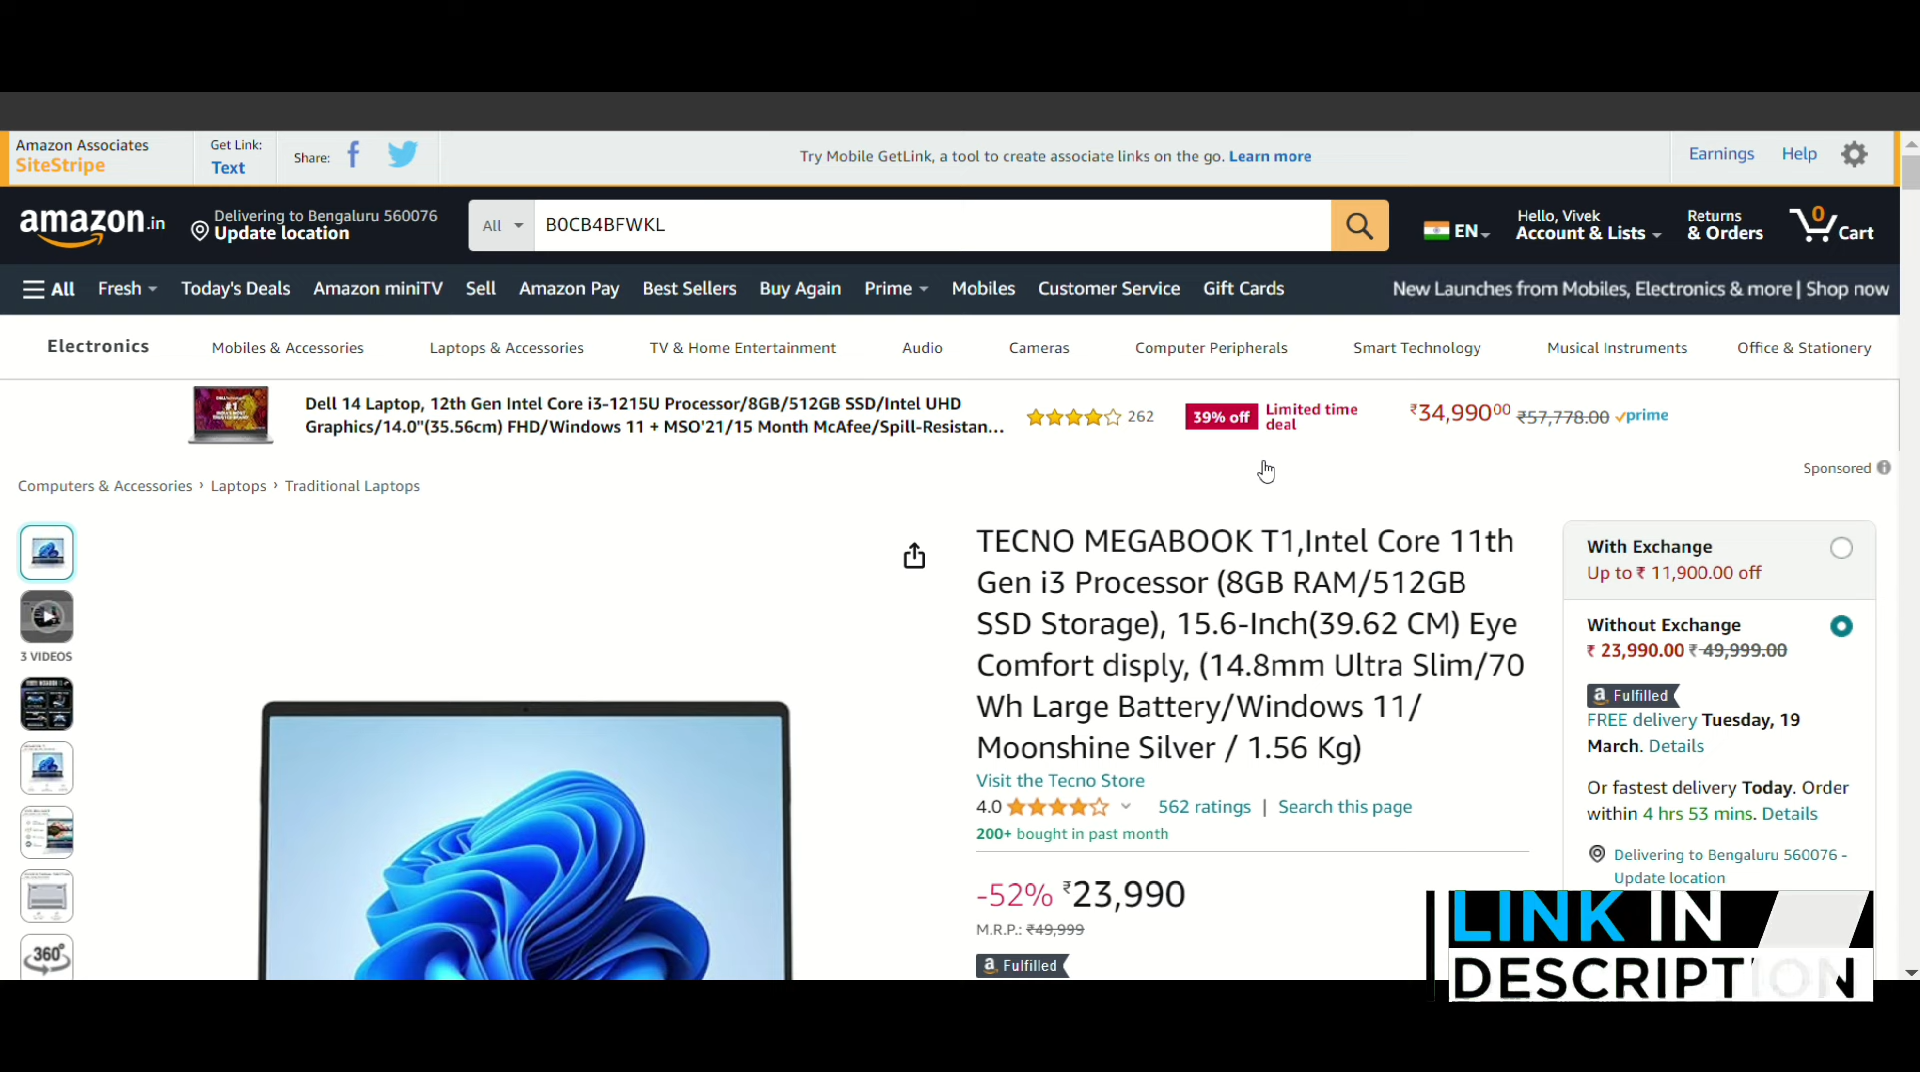 Amazon Associates
SiteStripe
Get Link:
Text
Share:
Try Mobile GetLink, a tool to create associate links on the go. Learn more
Earnings
Help
amazon.in
Delivering to Bengaluru 560076
Update location
All
B0CB4BFWKL
EN
Hello, Vivek
Account & Lists
Returns
& Orders
0
Cart
All
Fresh
Today's Deals
Amazon miniTV
Sell
Amazon Pay
Best Sellers
Buy Again
Prime
Mobiles
Customer Service
Gift Cards
New Launches from Mobiles, Electronics & more | Shop now
Electronics
Mobiles & Accessories
Laptops & Accessories
TV & Home Entertainment
Audio
Cameras
Computer Peripherals
Smart Technology
Musical Instruments
Office & Stationery
#1
Dell 14 Laptop, 12th Gen Intel Core i3-1215U Processor/8GB/512GB SSD/Intel UHD
Graphics/14.0"(35.56cm) FHD/Windows 11 + MSO'21/15 Month McAfee/Spill-Resistan...
262
39% off
Limited time
deal
₹34,990⁰⁰ ₹57,778.00 prime
Sponsored
Computers & Accessories › Laptops › Traditional Laptops
3 VIDEOS
360°
TECNO MEGABOOK T1,Intel Core 11th
Gen i3 Processor (8GB RAM/512GB
SSD Storage), 15.6-Inch(39.62 CM) Eye
Comfort disply, (14.8mm Ultra Slim/70
Wh Large Battery/Windows 11/
Moonshine Silver / 1.56 Kg)
Visit the Tecno Store
4.0
562 ratings | Search this page
200+ bought in past month
-52% ₹23,990
M.R.P.: ₹49,999
a Fulfilled
With Exchange
Up to ₹ 11,900.00 off
Without Exchange
₹ 23,990.00 ₹ 49,999.00
a Fulfilled
FREE delivery Tuesday, 19
March. Details
Or fastest delivery Today. Order
within 4 hrs 53 mins. Details
Delivering to Bengaluru 560076 -
Update location
LINK IN
DESCRIPTION